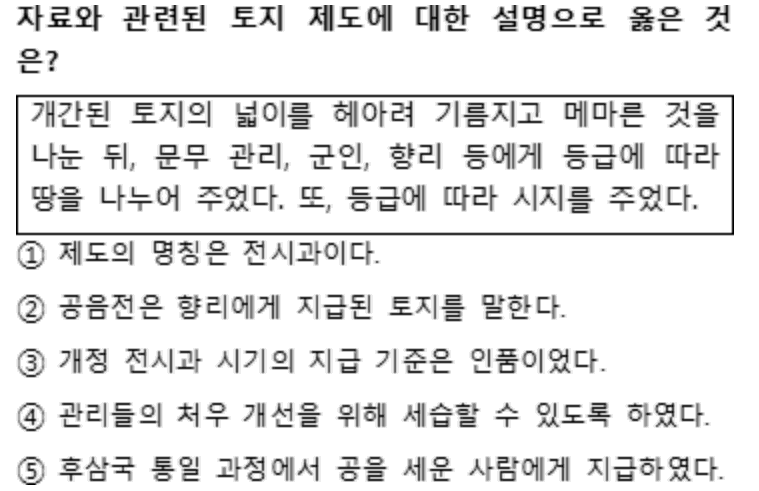 자료와 관련된 토지 제도에 대한 설명으로 옳은 것
은?
개간된 토지의 넓이를 헤아려 기름지고 메마른 것을
나눈 뒤, 문무 관리, 군인, 향리 등에게 등급에 따라
땅을 나누어 주었다. 또, 등급에 따라 시지를 주었다.
① 제도의 명칭은 전시과이다.
② 공음전은 향리에게 지급된 토지를 말한다.
③ 개정 전시과 시기의 지급 기준은 인품이었다.
④ 관리들의 처우 개선을 위해 세습할 수 있도록 하였다.
⑤ 후삼국 통일 과정에서 공을 세운 사람에게 지급하였다.